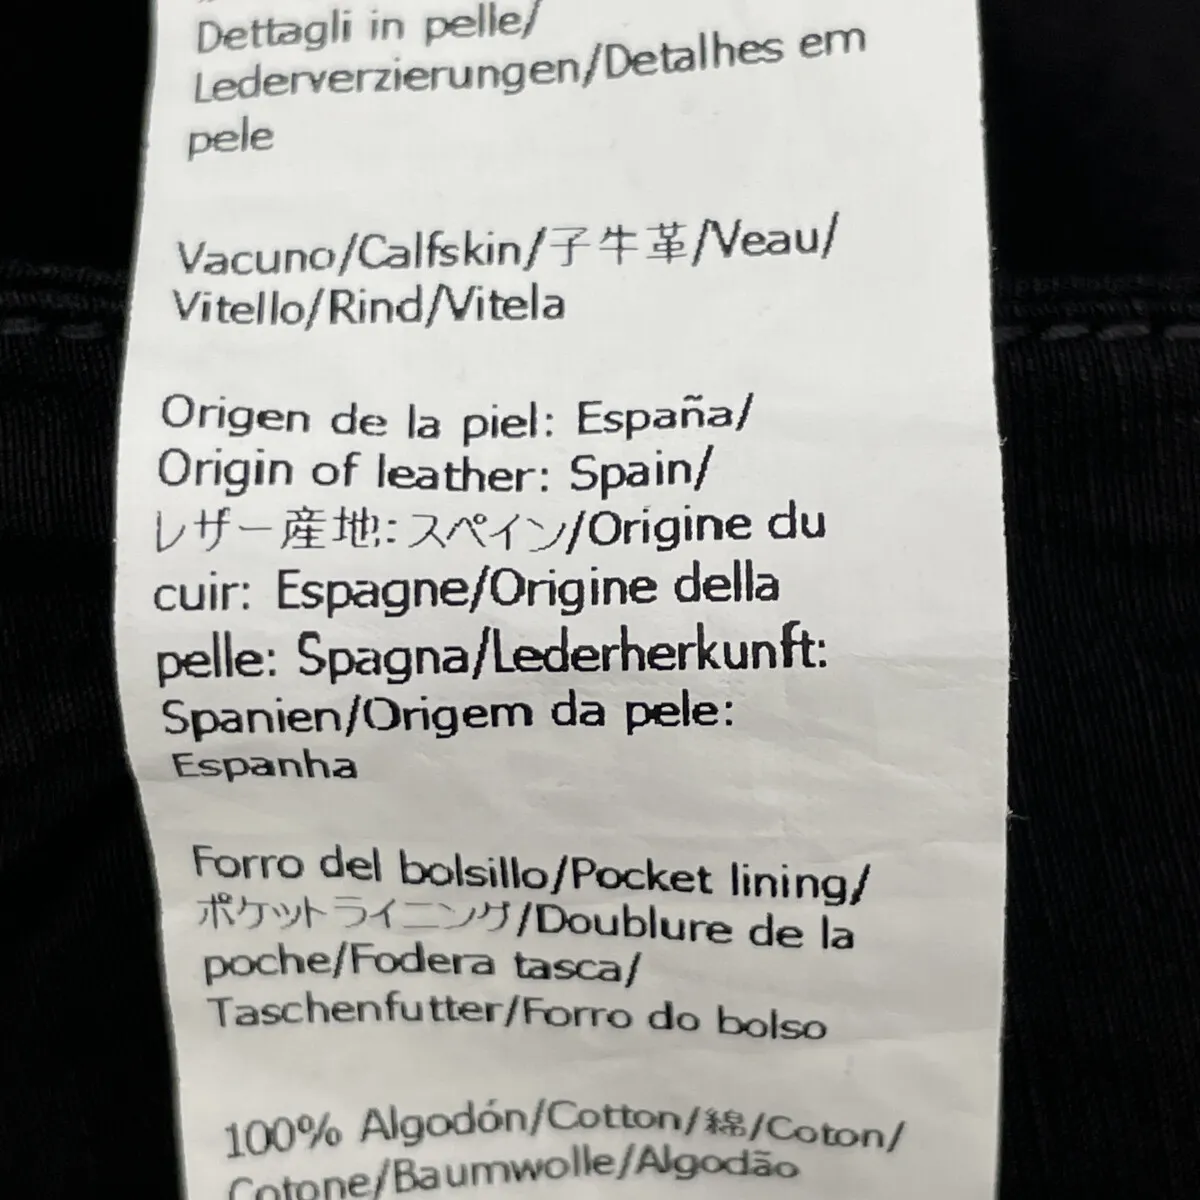 Dettagli in pelle/
Lederverzierungen/Detalhes em
pele
Vacuno/Calfskin/子牛革/Veau/
Vitello/Rind/Vitela
Origen de la piel: España/
Origin of leather: Spain/
レザー産地: スペイン/Origine du
cuir: Espagne/Origine della
pelle: Spagna/Lederherkunft:
Spanien/Origem da pele:
Espanha
Forro del bolsillo/Pocket lining/
ポケットライニング/Doublure de la
poche/Fodera tasca/
Taschenfutter/Forro do bolso
100% Algodón/Cotton/綿/Coton/
Cotone/Baumwolle/Algodão